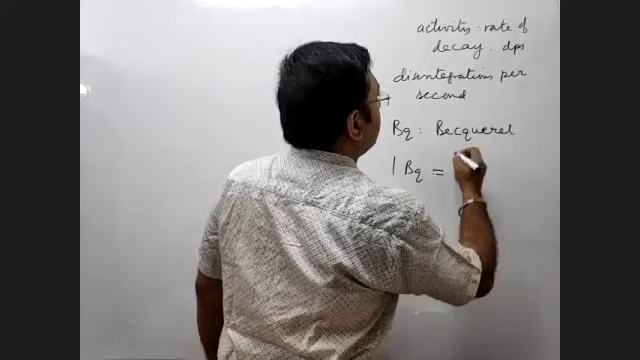 activity : rate of
decay : dps
disintegrations per
second
Bq : Becquerel
1 Bq =